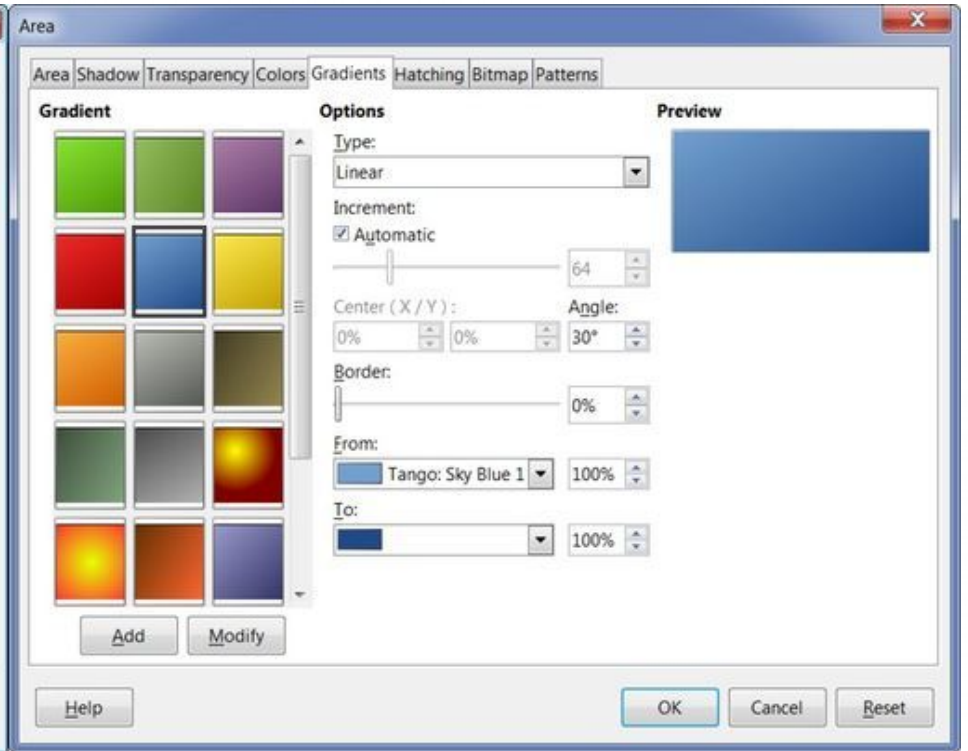 Area
Area Shadow Transparency Colors Gradients Hatching Bitmap Patterns
Gradient
Options
Type:
Linear
Increment:
Automatic
64
Center ( X / Y ) :
Angle:
0%
0%
30°
Border:
0%
From:
Tango: Sky Blue 1
100%
To:
100%
Preview
Add
Modify
Help
OK
Cancel
Reset